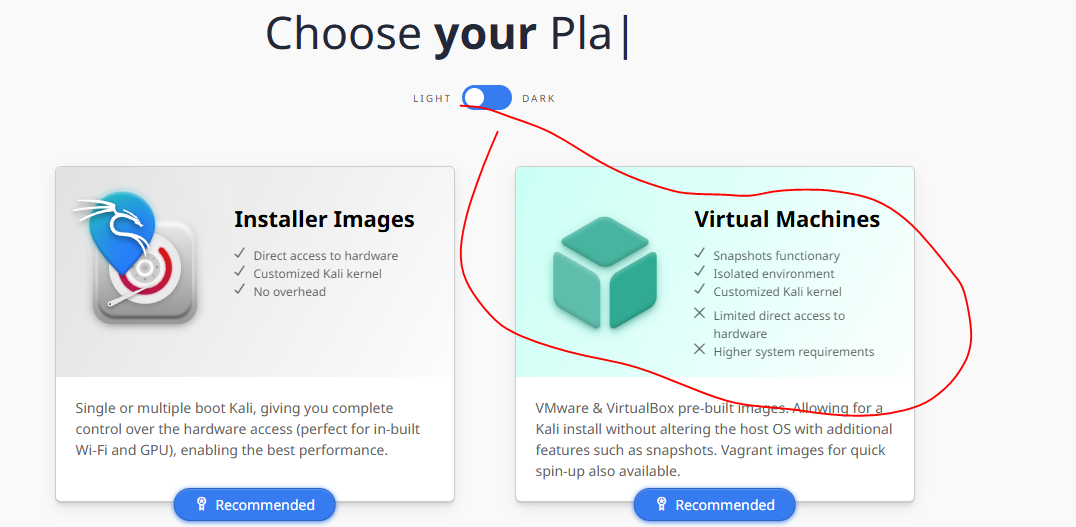 Choose your Pla|
LIGHT DARK
Installer Images
Direct access to hardware
Customized Kali kernel
No overhead
Single or multiple boot Kali, giving you complete
control over the hardware access (perfect for in-built
Wi-Fi and GPU), enabling the best performance.
Recommended
Virtual Machines
Snapshots functionary
Isolated environment
Customized Kali kernel
Limited direct access to
hardware
Higher system requirements
VMware & VirtualBox pre-built images. Allowing for a
Kali install without altering the host OS with additional
features such as snapshots. Vagrant images for quick
spin-up also available.
Recommended